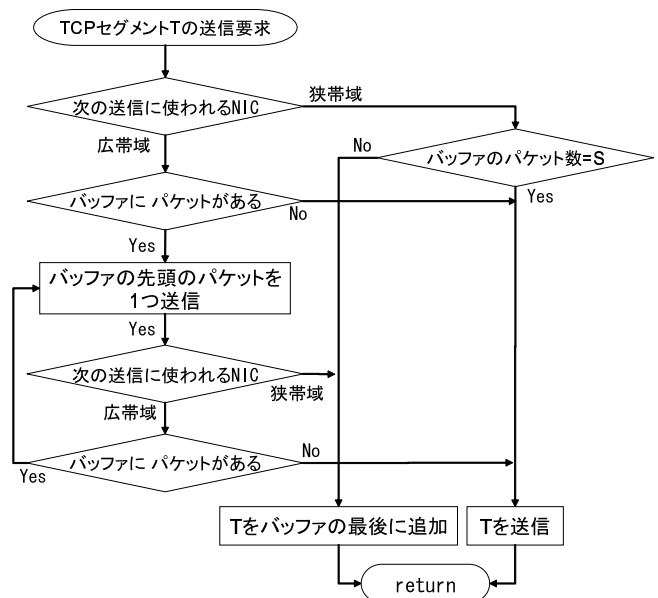 TCPセグメントTの送信要求
次の送信に使われるNIC
狭帯域
広帯域
No
バッファのパケット数=S
バッファに パケットがある
No
Yes
Yes
バッファの先頭のパケットを
1つ送信
Yes
次の送信に使われるNIC
狭帯域
広帯域
バッファに パケットがある
No
Yes
Tをバッファの最後に追加
Tを送信
return